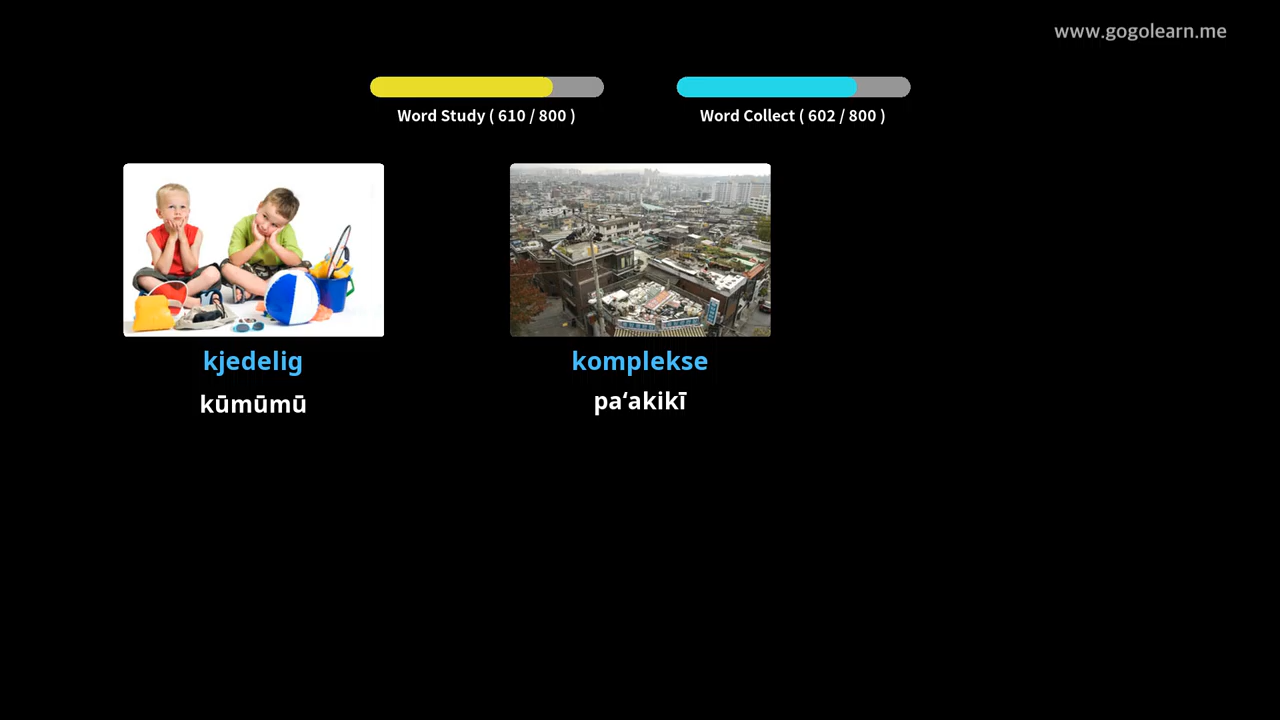 www.gogolearn.me
Word Study ( 610 / 800 )
Word Collect ( 602 / 800 )
kjedelig
komplekse
kūmūmū
paʻakikī